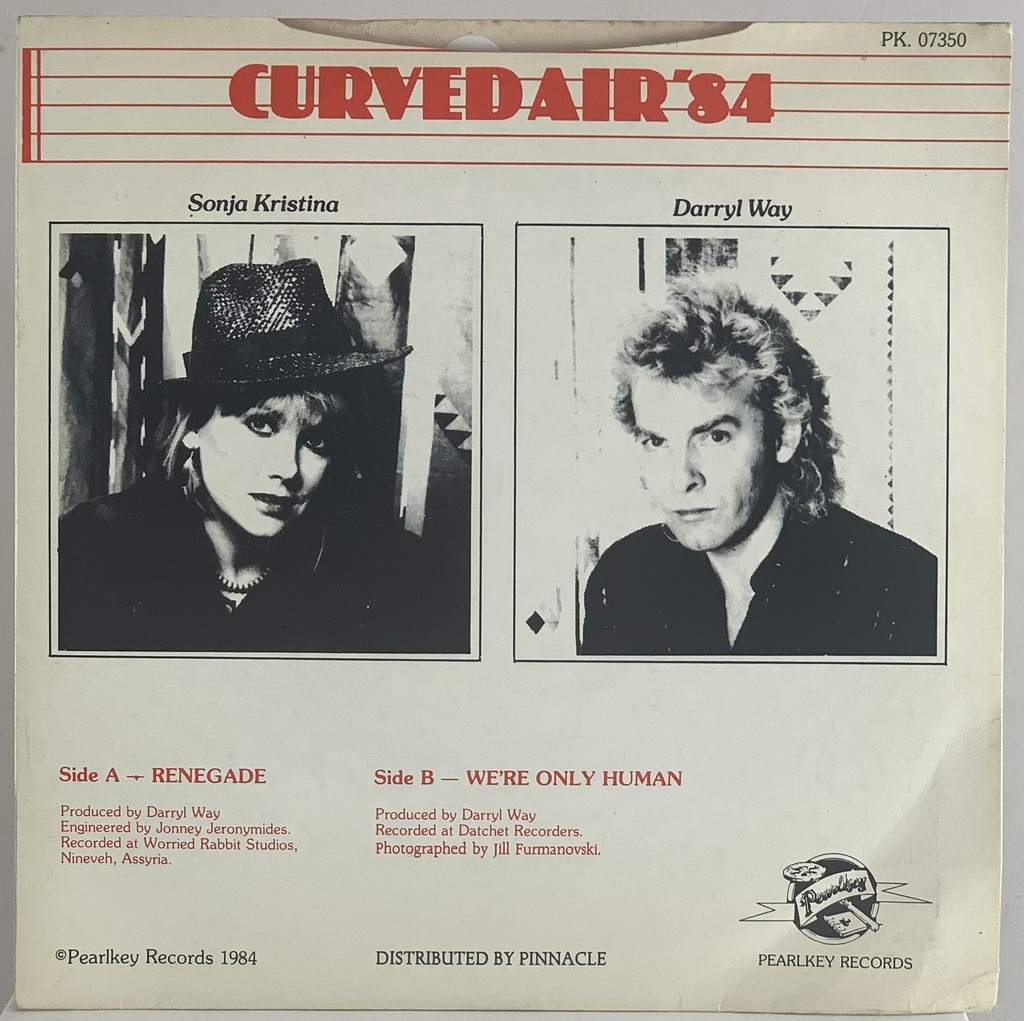 PK. 07350
CURVED AIR '84
Sonja Kristina
Darryl Way
Side A — RENEGADE
Produced by Darryl Way
Engineered by Jonney Jeronymides.
Recorded at Worried Rabbit Studios,
Nineveh, Assyria.
Side B — WE'RE ONLY HUMAN
Produced by Darryl Way
Recorded at Datchet Recorders.
Photographed by Jill Furmanovski.
Pearlkey
PEARLKEY RECORDS
©Pearlkey Records 1984
DISTRIBUTED BY PINNACLE